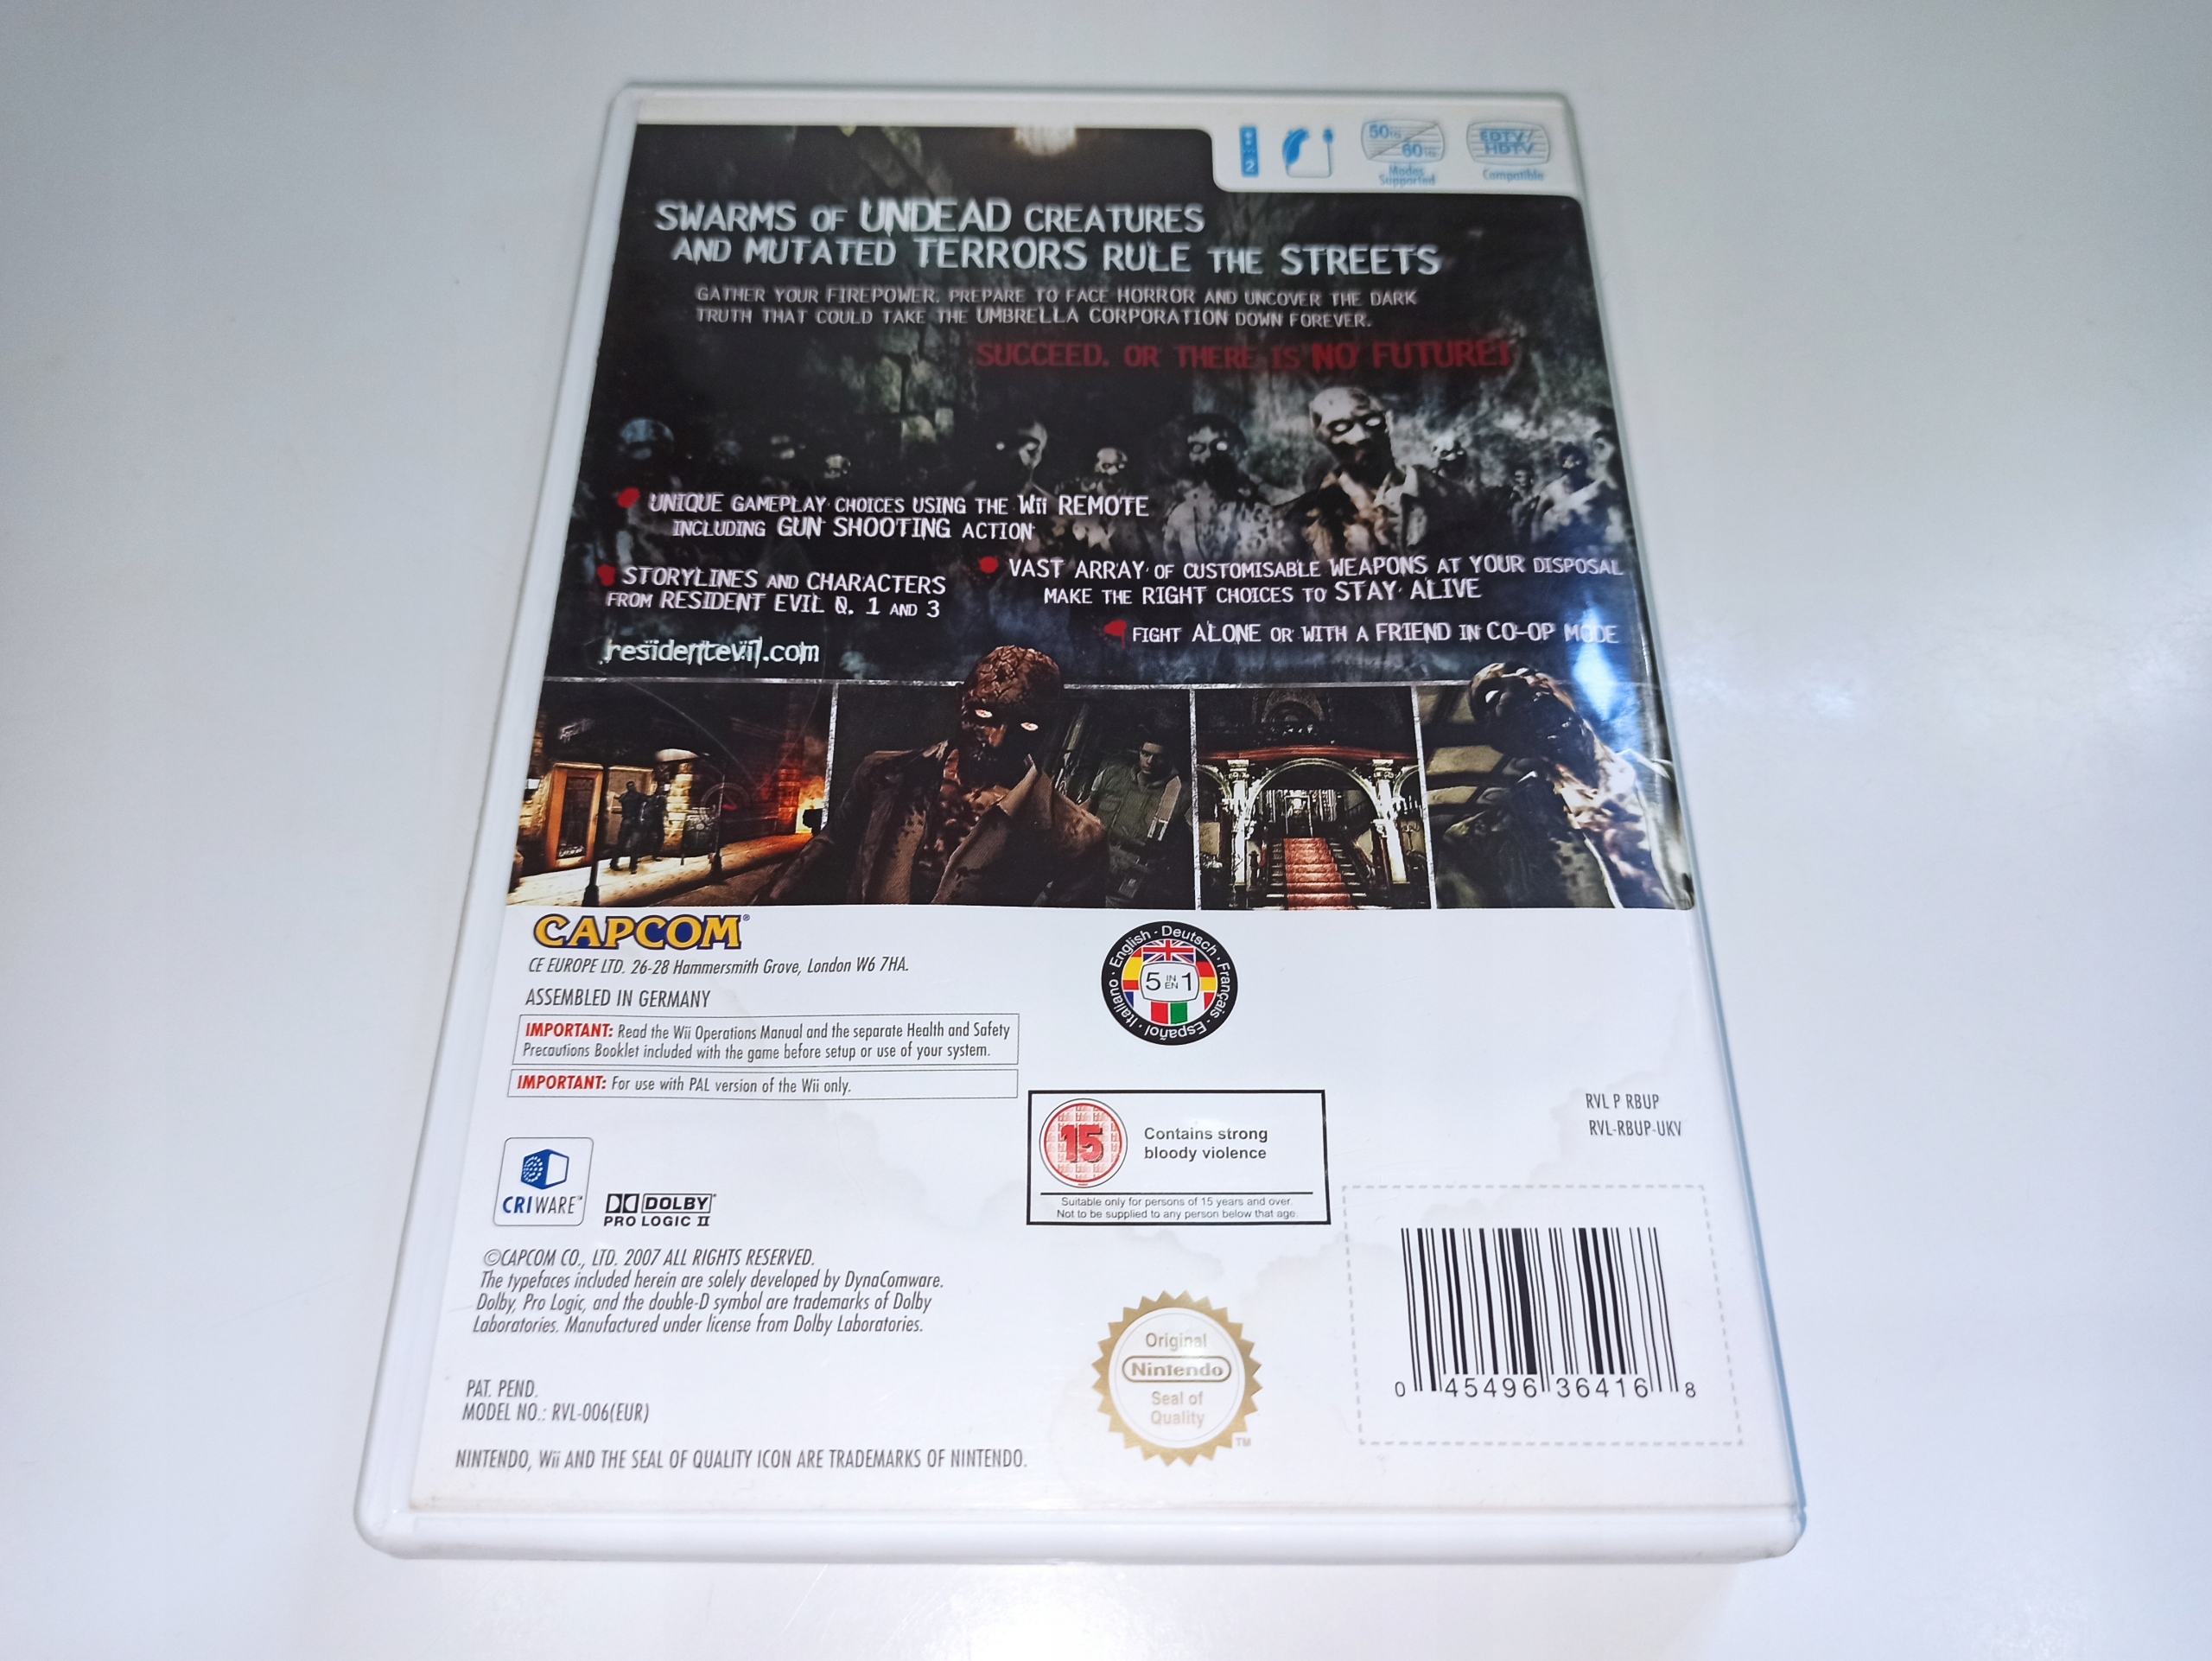 2
50Hz
60Hz
Modes
Supported
EDTV/
HDTV
Compatible
SWARMS OF UNDEAD CREATURES
AND MUTATED TERRORS RULE THE STREETS
GATHER YOUR FIREPOWER, PREPARE TO FACE HORROR AND UNCOVER THE DARK
TRUTH THAT COULD TAKE THE UMBRELLA CORPORATION DOWN FOREVER.
SUCCEED, OR THERE IS NO FUTURE!
UNIQUE GAMEPLAY CHOICES USING THE Wii REMOTE
INCLUDING GUN SHOOTING ACTION
STORYLINES AND CHARACTERS
FROM RESIDENT EVIL 0, 1 AND 3
VAST ARRAY OF CUSTOMISABLE WEAPONS AT YOUR DISPOSAL
MAKE THE RIGHT CHOICES TO STAY ALIVE
FIGHT ALONE OR WITH A FRIEND IN CO-OP MODE
residentevil.com
CAPCOM®
CE EUROPE LTD. 26-28 Hammersmith Grove, London W6 7HA.
ASSEMBLED IN GERMANY
IMPORTANT: Read the Wii Operations Manual and the separate Health and Safety
Precautions Booklet included with the game before setup or use of your system.
IMPORTANT: For use with PAL version of the Wii only.
English · Deutsch · Français · Español · Italiano ·
5 IN EN 1
15
Contains strong
bloody violence
Suitable only for persons of 15 years and over.
Not to be supplied to any person below that age.
RVL P RBUP
RVL-RBUP-UKV
CRIWARE™
DOLBY®
PRO LOGIC II
©CAPCOM CO., LTD. 2007 ALL RIGHTS RESERVED.
The typefaces included herein are solely developed by DynaComware.
Dolby, Pro Logic, and the double-D symbol are trademarks of Dolby
Laboratories. Manufactured under license from Dolby Laboratories.
Original
Nintendo
Seal of
Quality
TM
0 45496 36416 8
PAT. PEND.
MODEL NO.: RVL-006(EUR)
NINTENDO, Wii AND THE SEAL OF QUALITY ICON ARE TRADEMARKS OF NINTENDO.